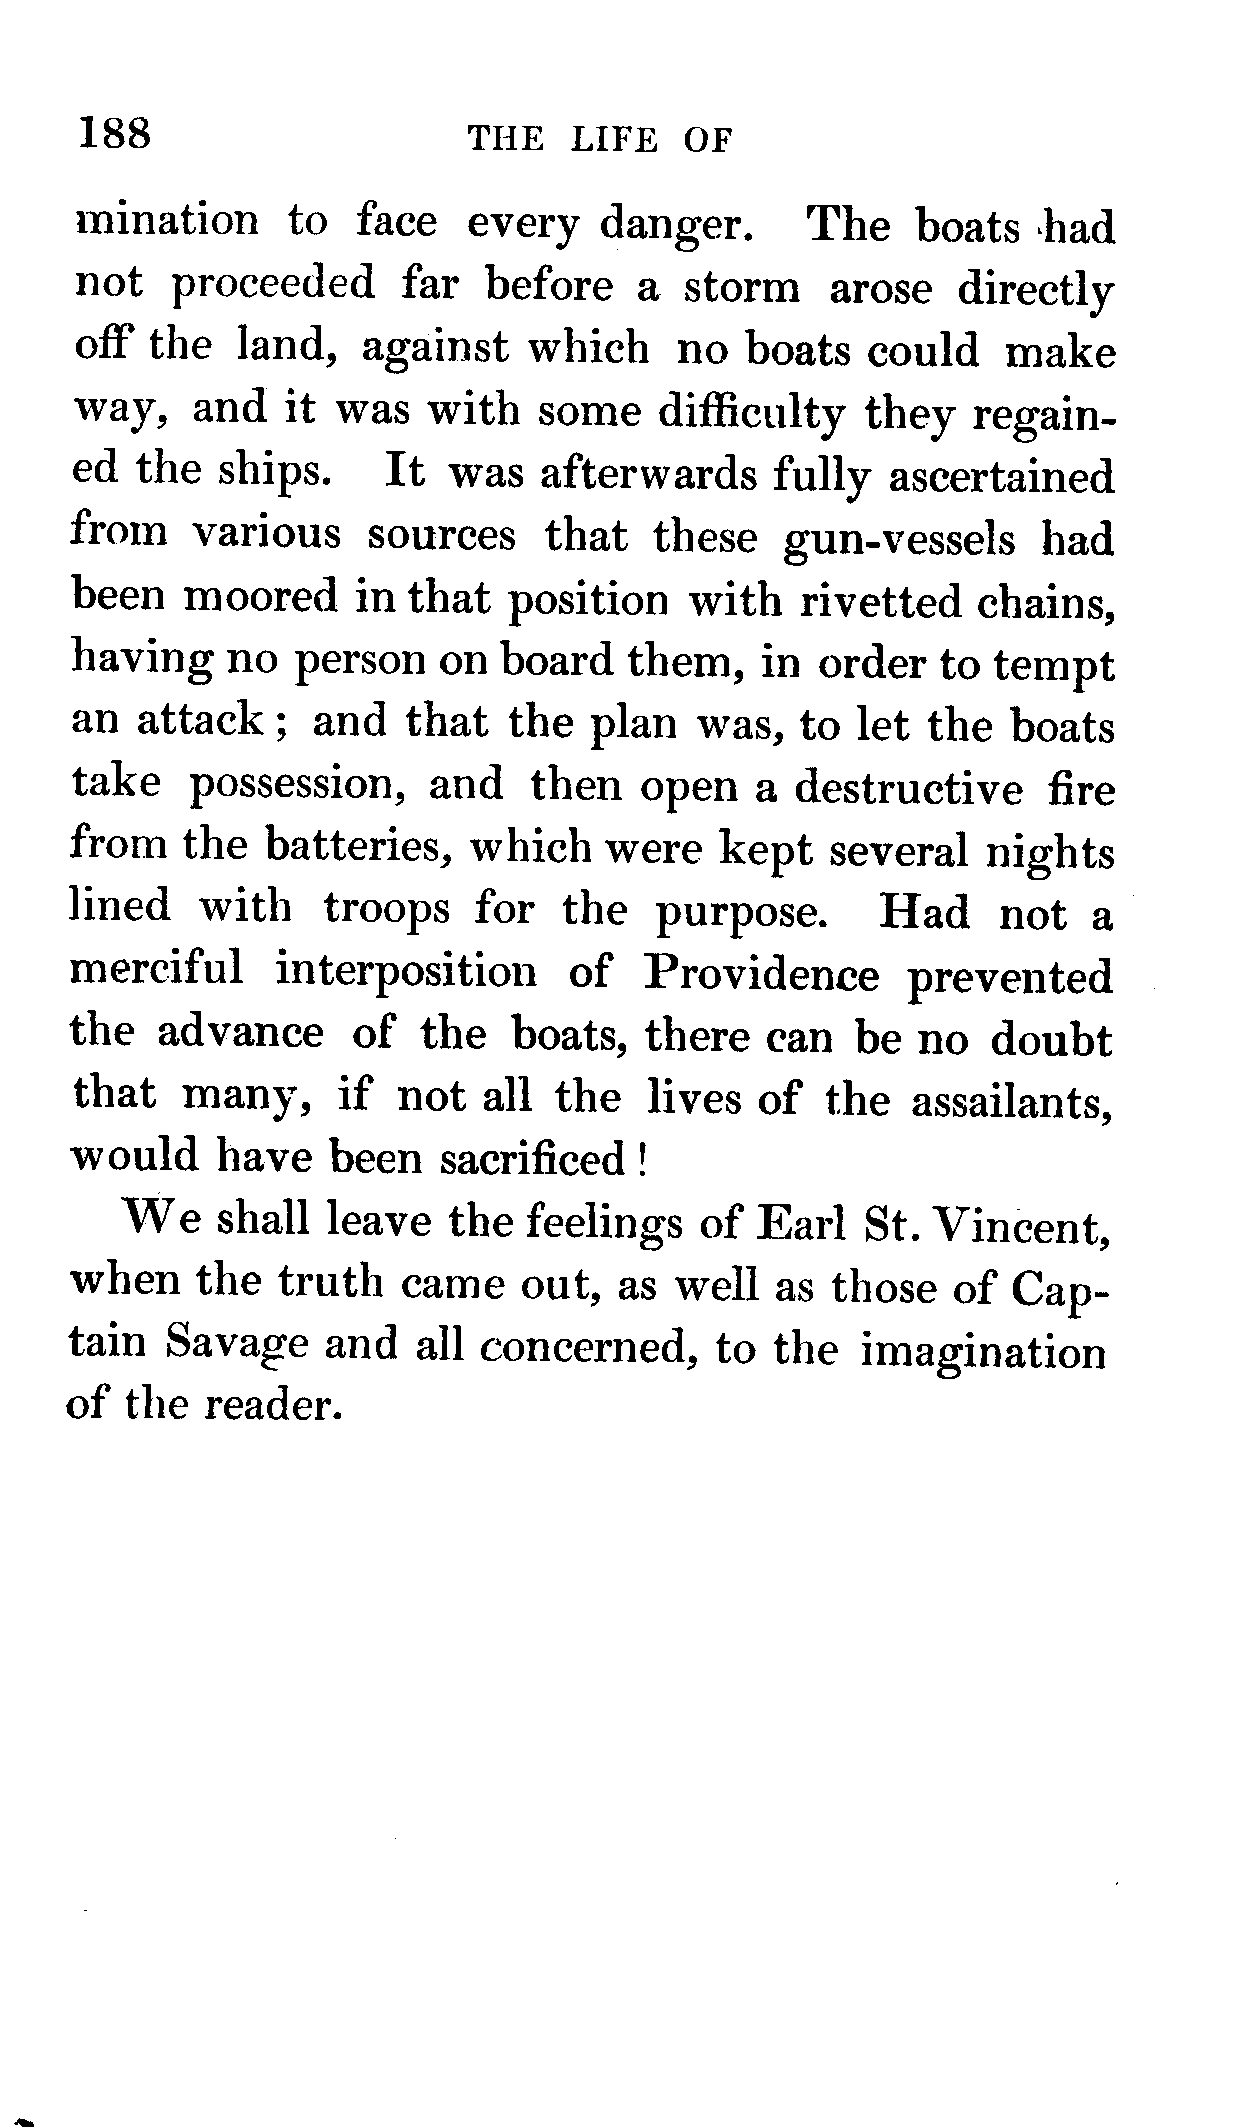 188 THE LIFE OF
mination to face every danger. The boats had
not proceeded far before a storm arose directly
off the land, against which no boats could make
way, and it was with some difficulty they regain-
ed the ships. It was afterwards fully ascertained
from various sources that these gun-vessels had
been moored in that position with rivetted chains,
having no person on board them, in order to tempt
an attack ; and that the plan was, to let the boats
take possession, and then open a destructive fire
from the batteries, which were kept several nights
lined with troops for the purpose. Had not a
merciful interposition of Providence prevented
the advance of the boats, there can be no doubt
that many, if not all the lives of the assailants,
would have been sacrificed !
We shall leave the feelings of Earl St. Vincent,
when the truth came out, as well as those of Cap-
tain Savage and all concerned, to the imagination
of the reader.